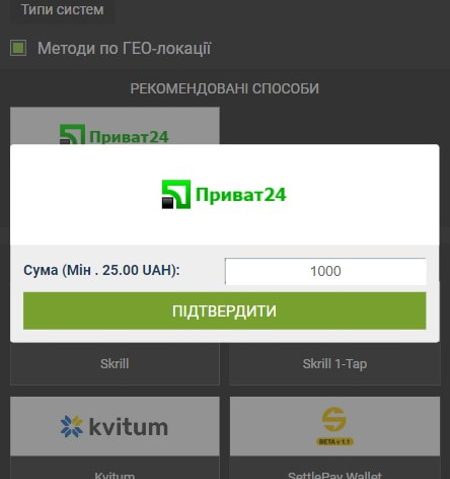 Типи систем
Методи по ГЕО-локації
РЕКОМЕНДОВАНІ СПОСОБИ
Приват24
Приват24
Сума (Мін . 25.00 UAH):
1000
ПІДТВЕРДИТИ
Skrill
Skrill 1-Tap
kvitum
BETA v 1.1
Kvitum
SettlePay Wallet